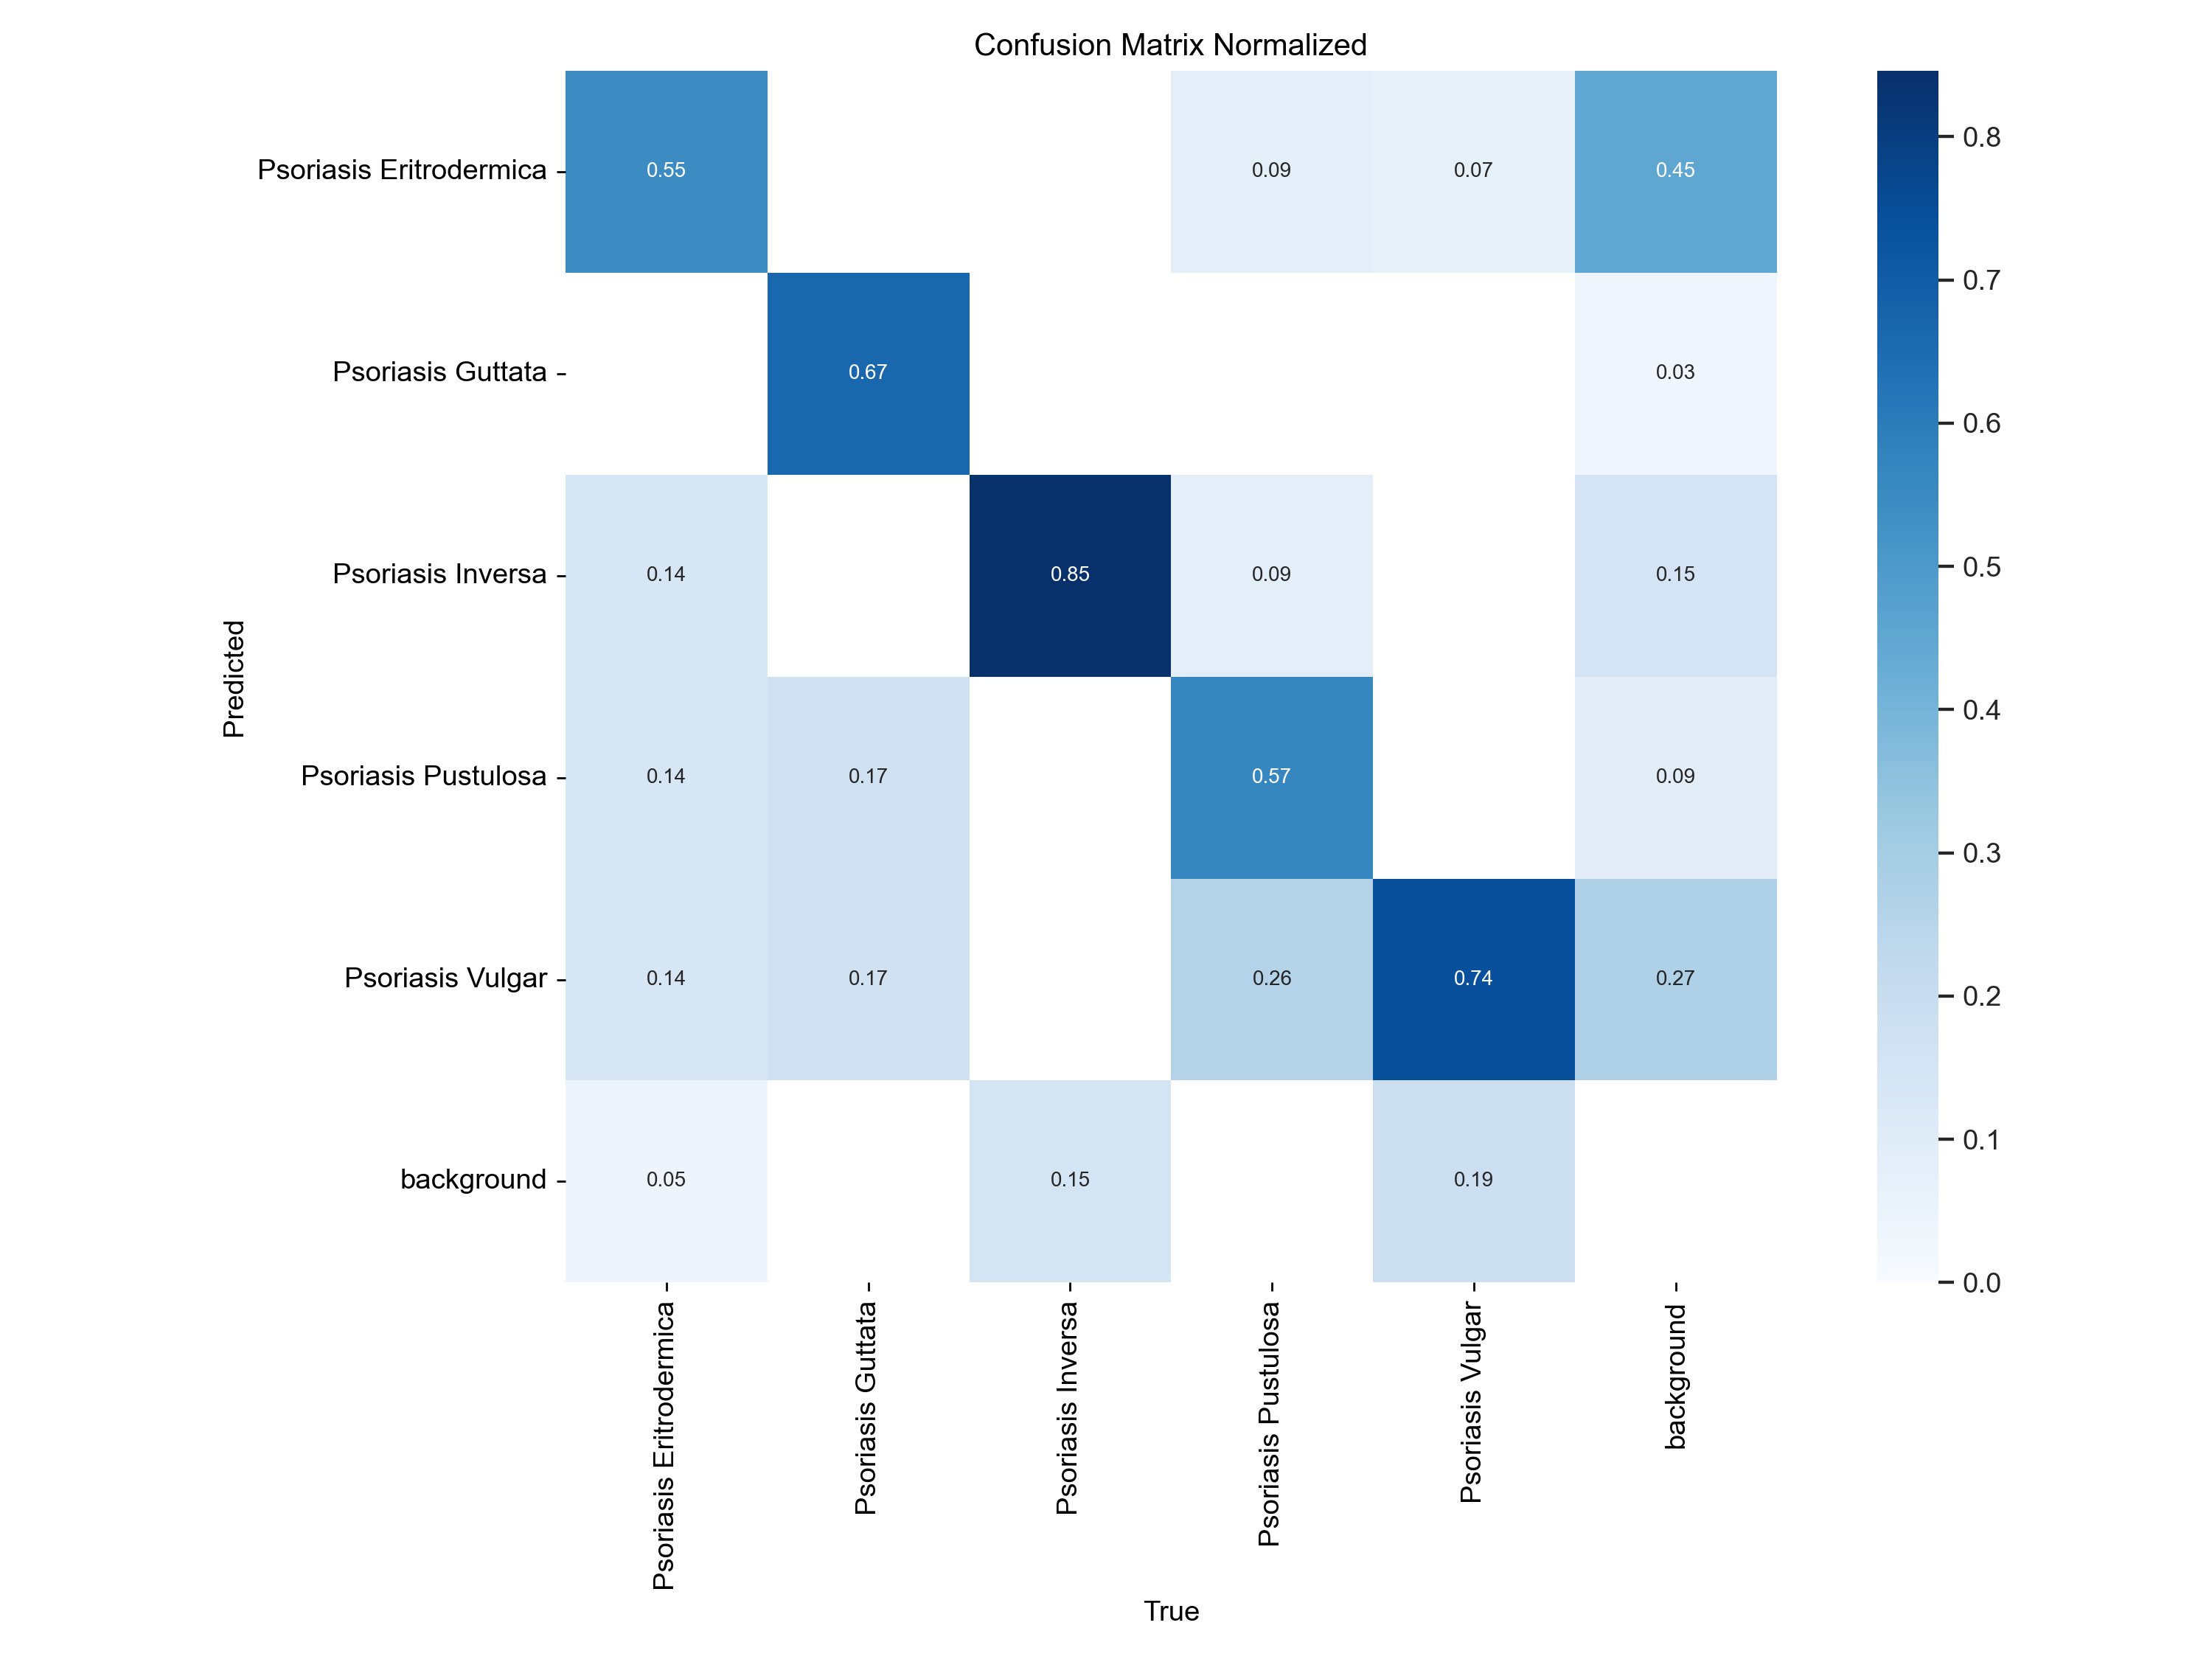 Confusion Matrix Normalized
Psoriasis Eritrodermica
0.55
0.09
0.07
0.45
Psoriasis Guttata
0.67
0.03
Psoriasis Inversa
0.14
0.85
0.09
0.15
Psoriasis Pustulosa
0.14
0.17
0.57
0.09
Psoriasis Vulgar
0.14
0.17
0.26
0.74
0.27
background
0.05
0.15
0.19
Predicted
Psoriasis Eritrodermica
Psoriasis Guttata
Psoriasis Inversa
Psoriasis Pustulosa
Psoriasis Vulgar
background
True
0.8
0.7
0.6
0.5
0.4
0.3
0.2
0.1
0.0